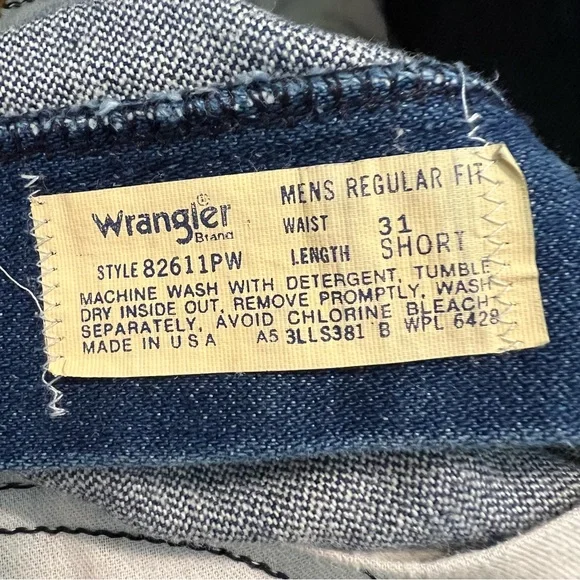 Wrangler ®
Brand
STYLE 82611PW
MENS REGULAR FIT
WAIST 31
LENGTH SHORT
MACHINE WASH WITH DETERGENT, TUMBLE
DRY INSIDE OUT, REMOVE PROMPTLY, WASH
SEPARATELY, AVOID CHLORINE BLEACH.
MADE IN U S A A5 3LLS381 B WPL 6428